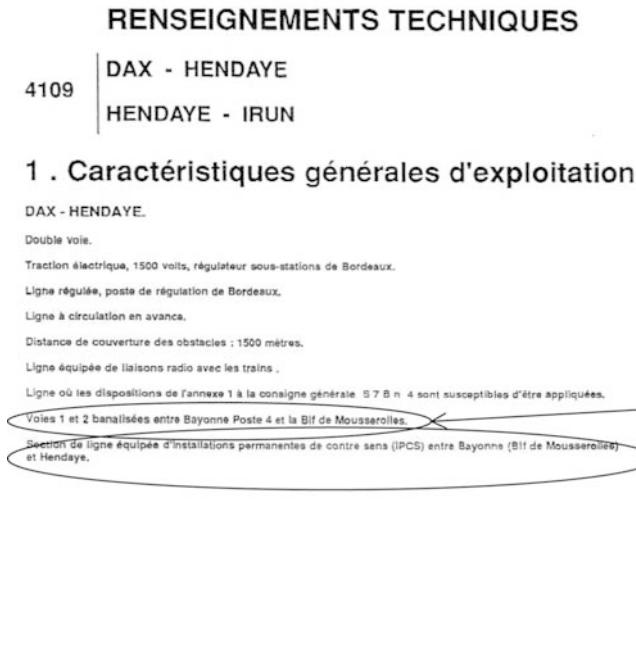 RENSEIGNEMENTS TECHNIQUES
DAX - HENDAYE
4109
HENDAYE - IRUN
1 . Caractéristiques générales d'exploitation
DAX - HENDAYE.
Double voie.
Traction électrique, 1500 volts, régulateur sous-stations de Bordeaux.
Ligne régulée, poste de régulation de Bordeaux.
Ligne à circulation en avance.
Distance de couverture des obstacles : 1500 mètres.
Ligne équipée de liaisons radio avec les trains .
Ligne où les dispositions de l'annexe 1 à la consigne générale S 7 B n 4 sont susceptibles d'être appliquées.
Voies 1 et 2 banalisées entre Bayonne Poste 4 et la Bif de Mousserolles.
Section de ligne équipée d'installations permanentes de contre sens (IPCS) entre Bayonne (Bif de Mousserolles)
et Hendaye.